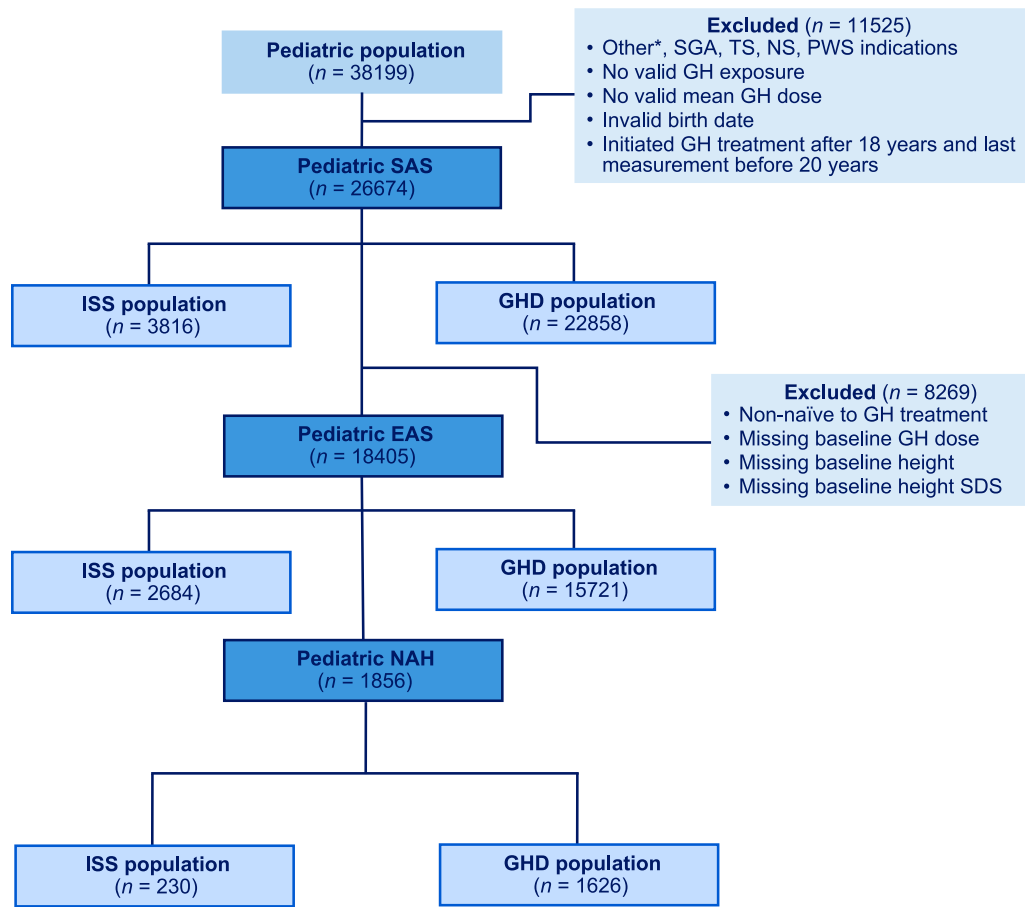 Pediatric population
(n = 38199)
Excluded (n = 11525)
• Other*, SGA, TS, NS, PWS indications
• No valid GH exposure
• No valid mean GH dose
• Invalid birth date
• Initiated GH treatment after 18 years and last
measurement before 20 years
Pediatric SAS
(n = 26674)
ISS population
(n = 3816)
GHD population
(n = 22858)
Excluded (n = 8269)
• Non-naïve to GH treatment
• Missing baseline GH dose
• Missing baseline height
• Missing baseline height SDS
Pediatric EAS
(n = 18405)
ISS population
(n = 2684)
GHD population
(n = 15721)
Pediatric NAH
(n = 1856)
ISS population
(n = 230)
GHD population
(n = 1626)